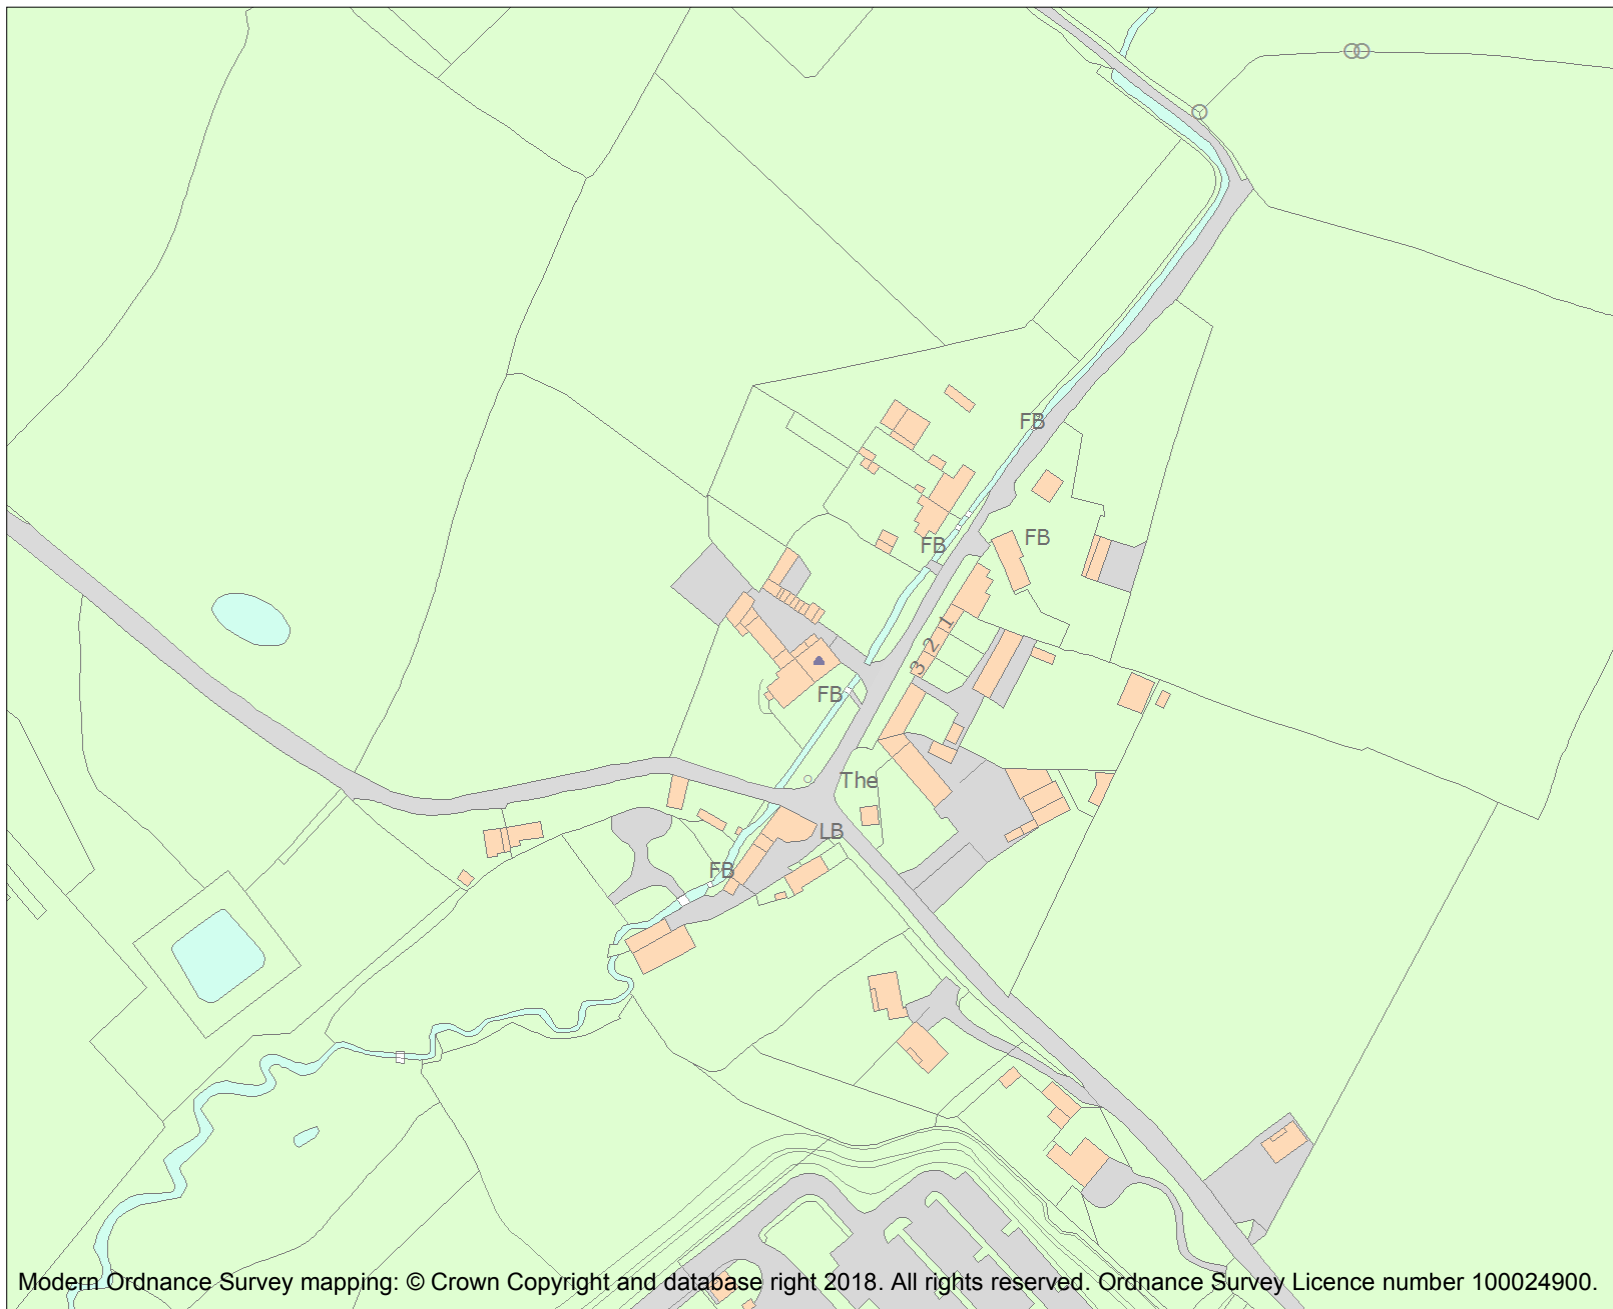 FB
FB
FB
1
2
3
FB
The
LB
FB
Modern Ordnance Survey mapping: © Crown Copyright and database right 2018. All rights reserved. Ordnance Survey Licence number 100024900.